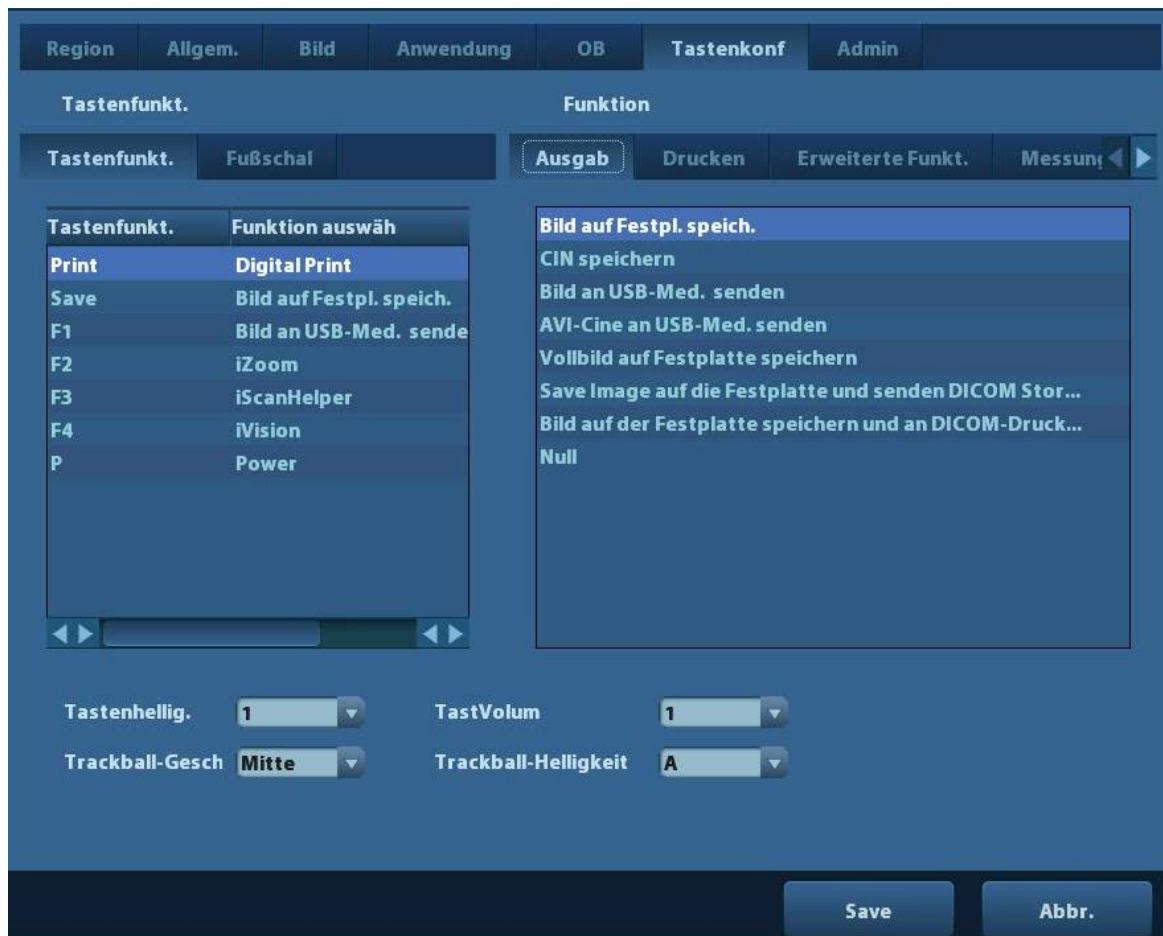 Region Allgem. Bild Anwendung OB Tastenkonf Admin
Tastenfunkt. Funktion
Tastenfunkt. Fußschal Ausgab Drucken Erweiterte Funkt. Messung
Tastenfunkt. Funktion auswäh
Print Digital Print
Save Bild auf Festpl. speich.
F1 Bild an USB-Med. sende
F2 iZoom
F3 iScanHelper
F4 iVision
P Power
Bild auf Festpl. speich.
CIN speichern
Bild an USB-Med. senden
AVI-Cine an USB-Med. senden
Vollbild auf Festplatte speichern
Save Image auf die Festplatte und senden DICOM Stor...
Bild auf der Festplatte speichern und an DICOM-Druck...
Null
Tastenhellig. 1 TastVolum 1
Trackball-Gesch Mitte Trackball-Helligkeit A
Save Abbr.